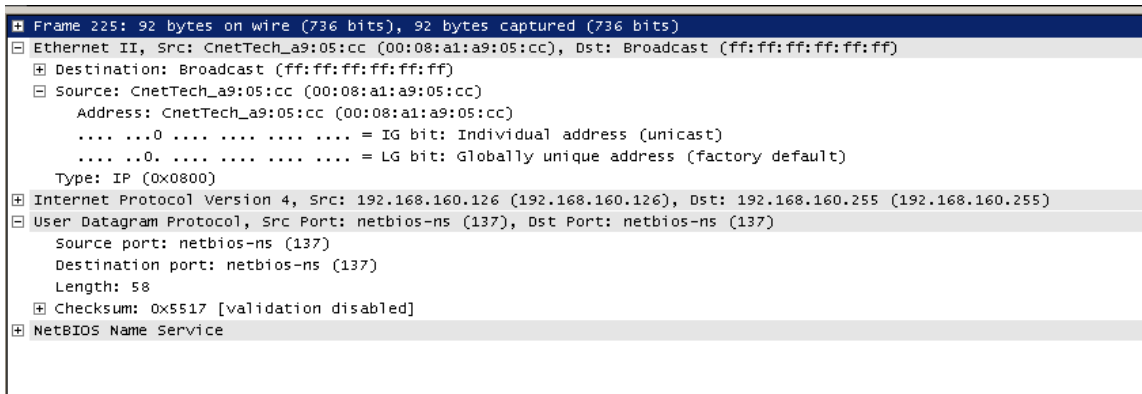 Frame 225: 92 bytes on wire (736 bits), 92 bytes captured (736 bits)
Ethernet II, Src: CnetTech_a9:05:cc (00:08:a1:a9:05:cc), Dst: Broadcast (ff:ff:ff:ff:ff:ff)
Destination: Broadcast (ff:ff:ff:ff:ff:ff)
Source: CnetTech_a9:05:cc (00:08:a1:a9:05:cc)
Address: CnetTech_a9:05:cc (00:08:a1:a9:05:cc)
.... ...0 .... .... .... .... = IG bit: Individual address (unicast)
.... ..0. .... .... .... .... = LG bit: Globally unique address (factory default)
Type: IP (0x0800)
Internet Protocol Version 4, Src: 192.168.160.126 (192.168.160.126), Dst: 192.168.160.255 (192.168.160.255)
User Datagram Protocol, Src Port: netbios-ns (137), Dst Port: netbios-ns (137)
Source port: netbios-ns (137)
Destination port: netbios-ns (137)
Length: 58
Checksum: 0x5517 [validation disabled]
NetBIOS Name Service